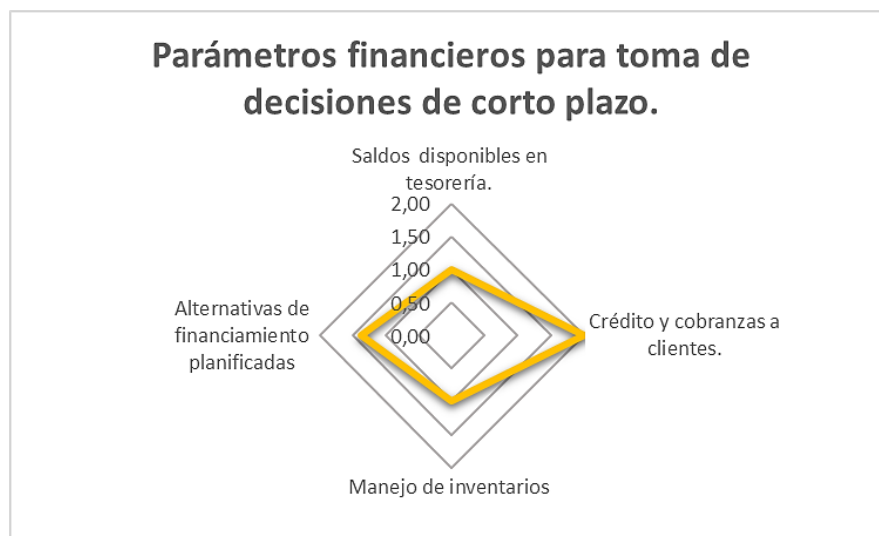 Parámetros financieros para toma de
decisiones de corto plazo.
Saldos disponibles en
tesorería.
2,00
1,50
1,00
0,50
0,00
Alternativas de
financiamiento
planificadas
Crédito y cobranzas a
clientes.
Manejo de inventarios